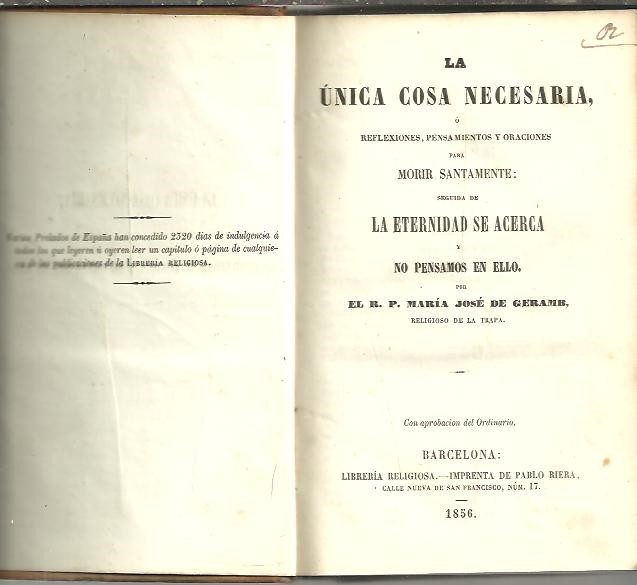 Varios Prelados de España han concedido 2320 dias de indulgencia á
todos los que leyeren ú oyeren leer un capítulo ó página de cualquie-
ra de las publicaciones de la LIBRERÍA RELIGIOSA.
LA
ÚNICA COSA NECESARIA,
Ó
REFLEXIONES, PENSAMIENTOS Y ORACIONES
PARA
MORIR SANTAMENTE:
SEGUIDA DE
LA ETERNIDAD SE ACERCA
Y
NO PENSAMOS EN ELLO.
POR
EL R. P. MARÍA JOSÉ DE GERAMB,
RELIGIOSO DE LA TRAPA.
Con aprobacion del Ordinario.
BARCELONA:
LIBRERÍA RELIGIOSA.—IMPRENTA DE PABLO RIERA,
CALLE NUEVA DE SAN FRANCISCO, NÚM. 17.
1856.